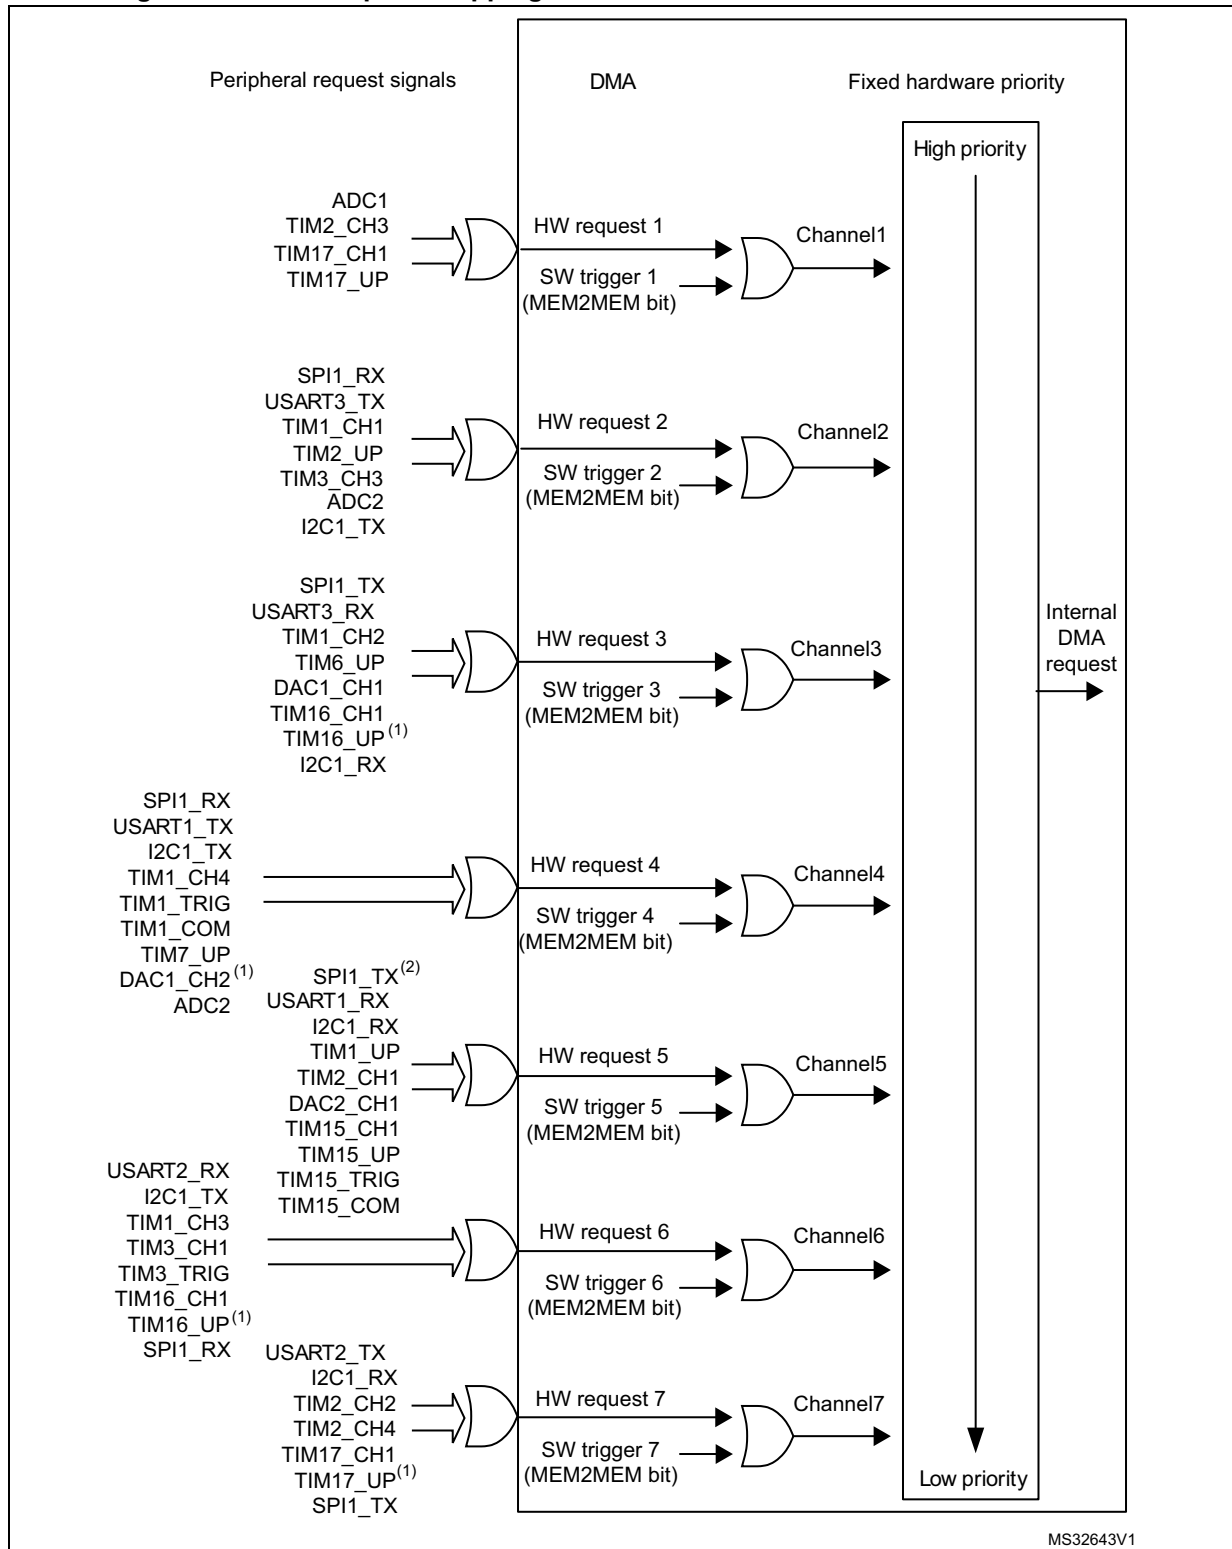 Peripheral request signals
DMA
Fixed hardware priority
High priority
ADC1
TIM2_CH3
TIM17_CH1
TIM17_UP
HW request 1
SW trigger 1
(MEM2MEM bit)
Channel1
SPI1_RX
USART3_TX
TIM1_CH1
TIM2_UP
TIM3_CH3
ADC2
I2C1_TX
HW request 2
SW trigger 2
(MEM2MEM bit)
Channel2
SPI1_TX
USART3_RX
TIM1_CH2
TIM6_UP
DAC1_CH1
TIM16_CH1
TIM16_UP(1)
I2C1_RX
HW request 3
SW trigger 3
(MEM2MEM bit)
Channel3
Internal
DMA
request
SPI1_RX
USART1_TX
I2C1_TX
TIM1_CH4
TIM1_TRIG
TIM1_COM
TIM7_UP
DAC1_CH2(1)
ADC2
HW request 4
SW trigger 4
(MEM2MEM bit)
Channel4
SPI1_TX(2)
USART1_RX
I2C1_RX
TIM1_UP
TIM2_CH1
DAC2_CH1
TIM15_CH1
TIM15_UP
TIM15_TRIG
TIM15_COM
HW request 5
SW trigger 5
(MEM2MEM bit)
Channel5
USART2_RX
I2C1_TX
TIM1_CH3
TIM3_CH1
TIM3_TRIG
TIM16_CH1
TIM16_UP(1)
SPI1_RX
HW request 6
SW trigger 6
(MEM2MEM bit)
Channel6
USART2_TX
I2C1_RX
TIM2_CH2
TIM2_CH4
TIM17_CH1
TIM17_UP(1)
SPI1_TX
HW request 7
SW trigger 7
(MEM2MEM bit)
Channel7
Low priority
MS32643V1